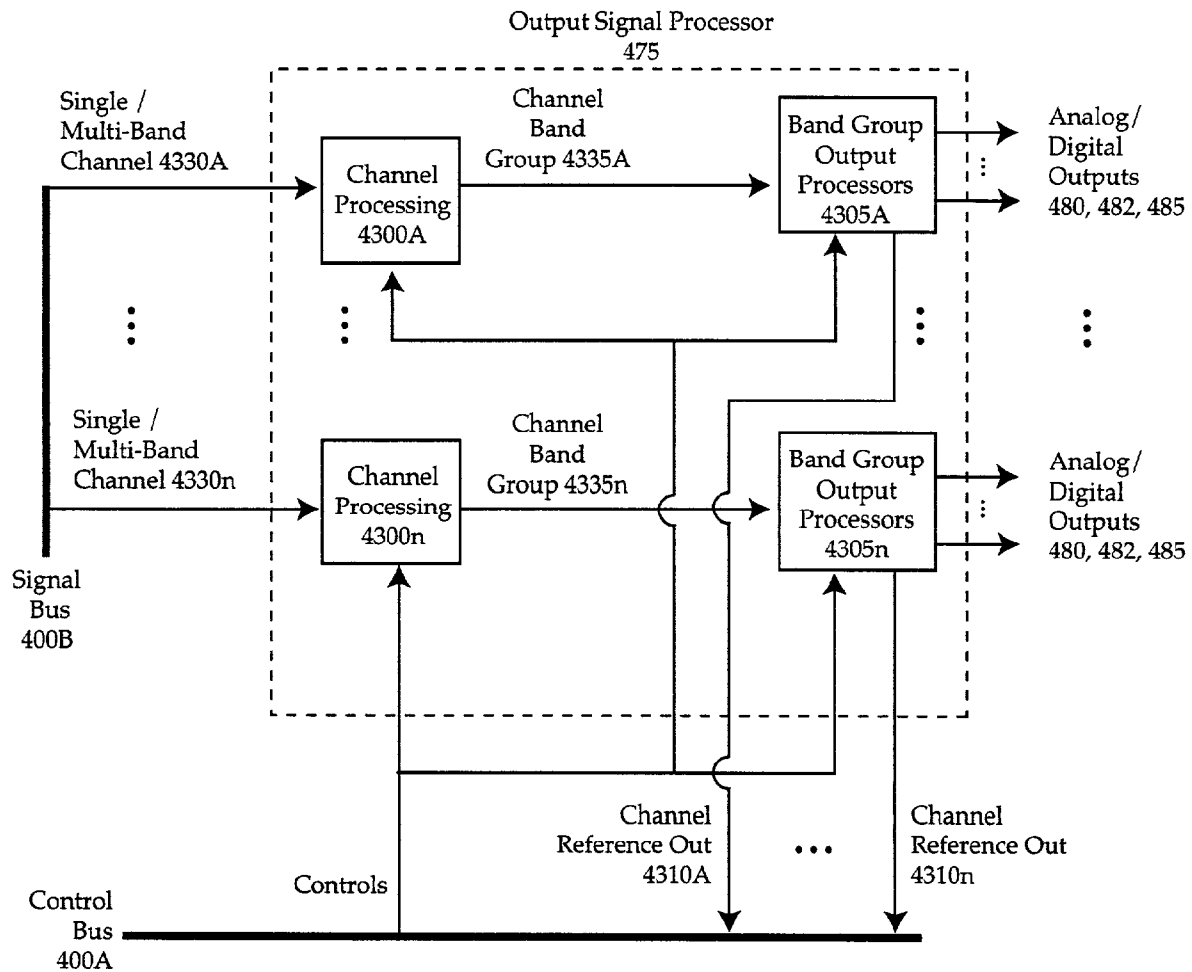 Output Signal Processor
475
Single /
Multi-Band
Channel 4330A
Channel
Band
Group 4335A
Channel
Processing
4300A
Band Group
Output
Processors
4305A
Analog/
Digital
Outputs
480, 482, 485
Single /
Multi-Band
Channel 4330n
Channel
Band
Group 4335n
Channel
Processing
4300n
Band Group
Output
Processors
4305n
Analog/
Digital
Outputs
480, 482, 485
Signal
Bus
400B
Controls
Channel
Reference Out
4310A
Channel
Reference Out
4310n
Control
Bus
400A